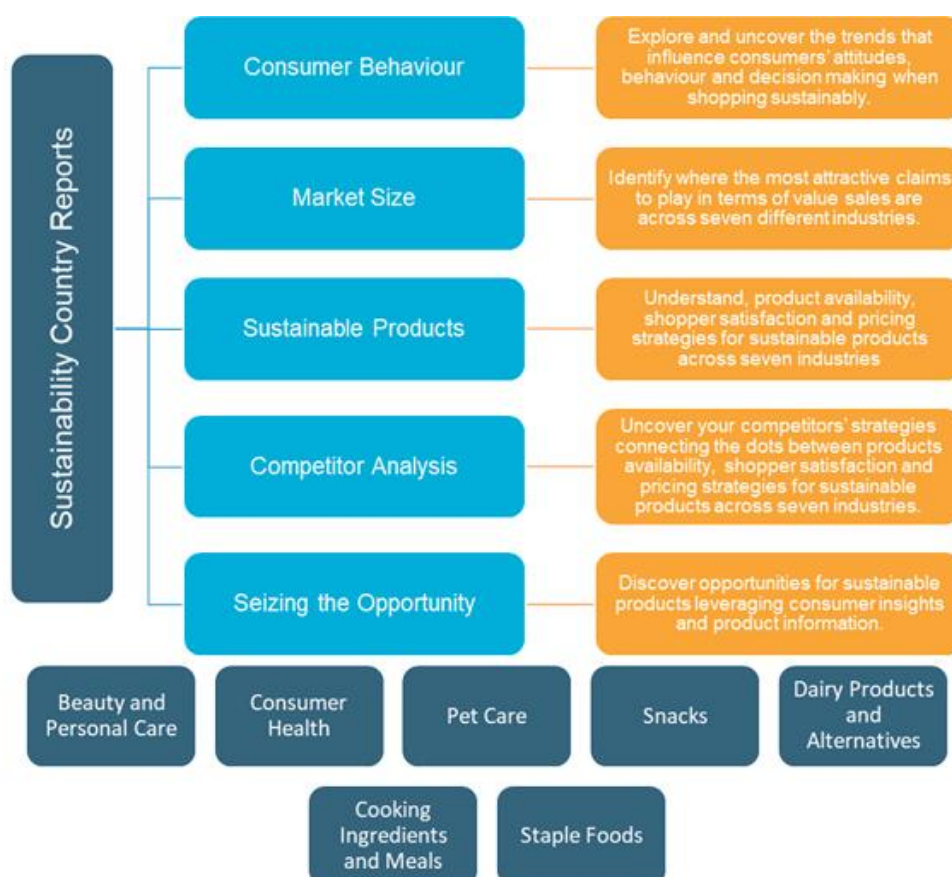 Sustainability Country Reports
Consumer Behaviour
Explore and uncover the trends that
influence consumers' attitudes,
behaviour and decision making when
shopping sustainably.
Market Size
Identify where the most attractive claims
to play in terms of value sales are
across seven different industries.
Sustainable Products
Understand, product availability,
shopper satisfaction and pricing
strategies for sustainable products
across seven industries
Competitor Analysis
Uncover your competitors' strategies
connecting the dots between products
availability, shopper satisfaction and
pricing strategies for sustainable
products across seven industries.
Seizing the Opportunity
Discover opportunities for sustainable
products leveraging consumer insights
and product information.
Beauty and
Personal Care
Consumer
Health
Pet Care
Snacks
Dairy Products
and
Alternatives
Cooking
Ingredients
and Meals
Staple Foods